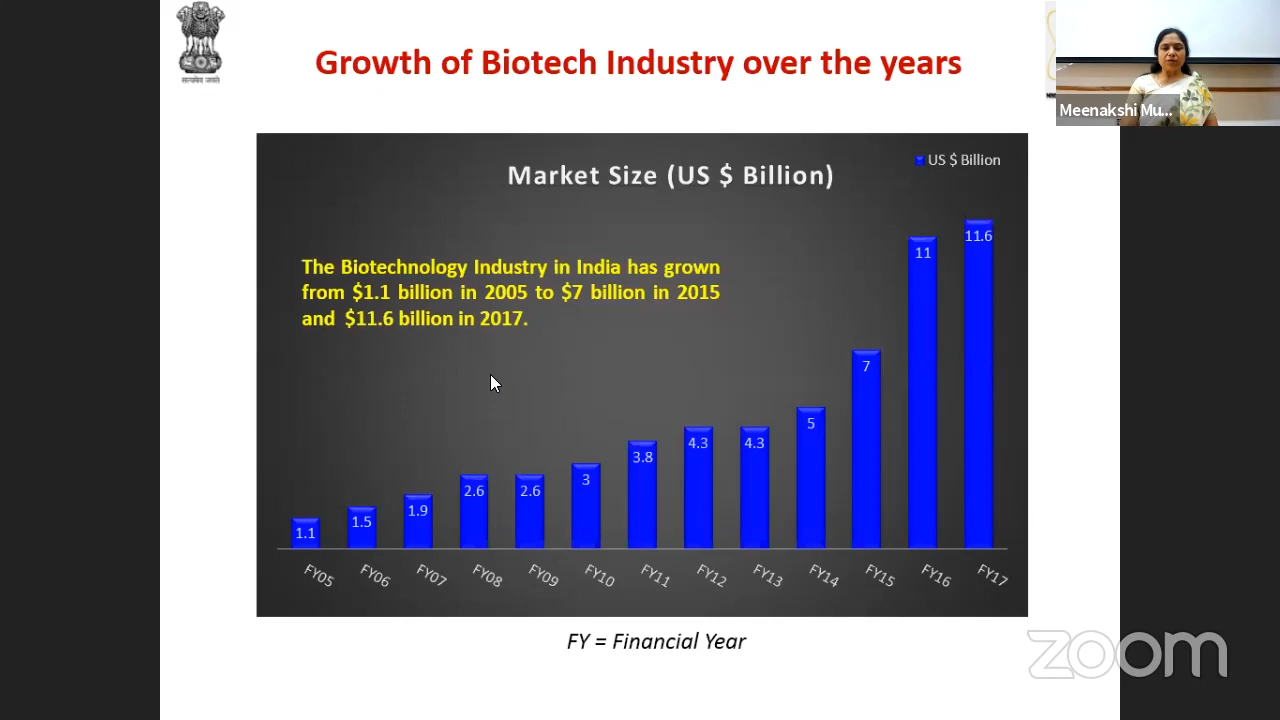 Growth of Biotech Industry over the years
Meenakshi Mu...
Market Size (US $ Billion)
US $ Billion
The Biotechnology Industry in India has grown
from $1.1 billion in 2005 to $7 billion in 2015
and $11.6 billion in 2017.
1.1
1.5
1.9
2.6
2.6
3
3.8
4.3
4.3
5
7
11
11.6
FY05
FY06
FY07
FY08
FY09
FY10
FY11
FY12
FY13
FY14
FY15
FY16
FY17
FY = Financial Year
zoom